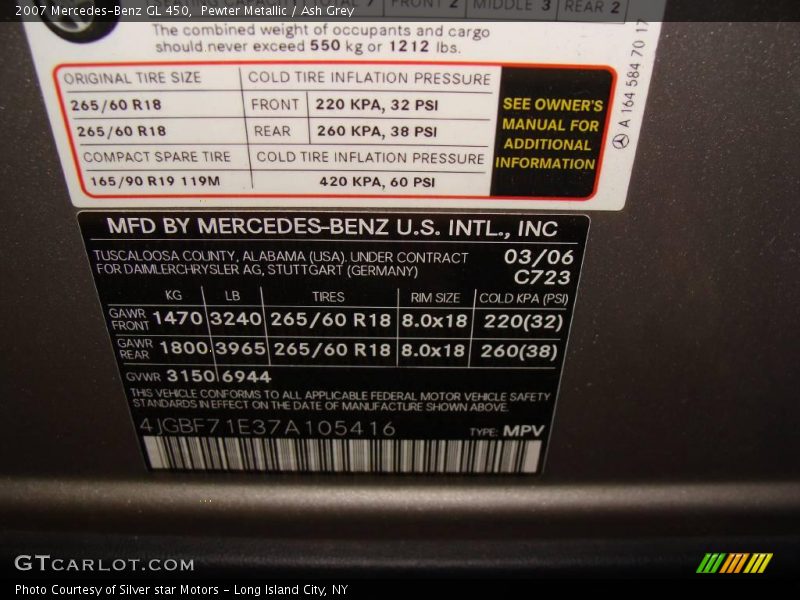 2007 Mercedes-Benz GL 450, Pewter Metallic / Ash Grey
7 FRONT 2 MIDDLE 3 REAR 2
The combined weight of occupants and cargo
should never exceed 550 kg or 1212 lbs.
A 164 584 70 17
ORIGINAL TIRE SIZE COLD TIRE INFLATION PRESSURE
265/60 R18 FRONT 220 KPA, 32 PSI
265/60 R18 REAR 260 KPA, 38 PSI
COMPACT SPARE TIRE COLD TIRE INFLATION PRESSURE
165/90 R19 119M 420 KPA, 60 PSI
SEE OWNER'S
MANUAL FOR
ADDITIONAL
INFORMATION
MFD BY MERCEDES-BENZ U.S. INTL., INC
TUSCALOOSA COUNTY, ALABAMA (USA). UNDER CONTRACT
FOR DAIMLERCHRYSLER AG, STUTTGART (GERMANY)
03/06
C723
KG LB TIRES RIM SIZE COLD KPA (PSI)
GAWR FRONT 1470 3240 265/60 R18 8.0x18 220(32)
GAWR REAR 1800 3965 265/60 R18 8.0x18 260(38)
GVWR 3150 6944
THIS VEHICLE CONFORMS TO ALL APPLICABLE FEDERAL MOTOR VEHICLE SAFETY
STANDARDS IN EFFECT ON THE DATE OF MANUFACTURE SHOWN ABOVE.
4JGBF71E37A105416 TYPE: MPV
GTCARLOT.COM
Photo Courtesy of Silver star Motors - Long Island City, NY